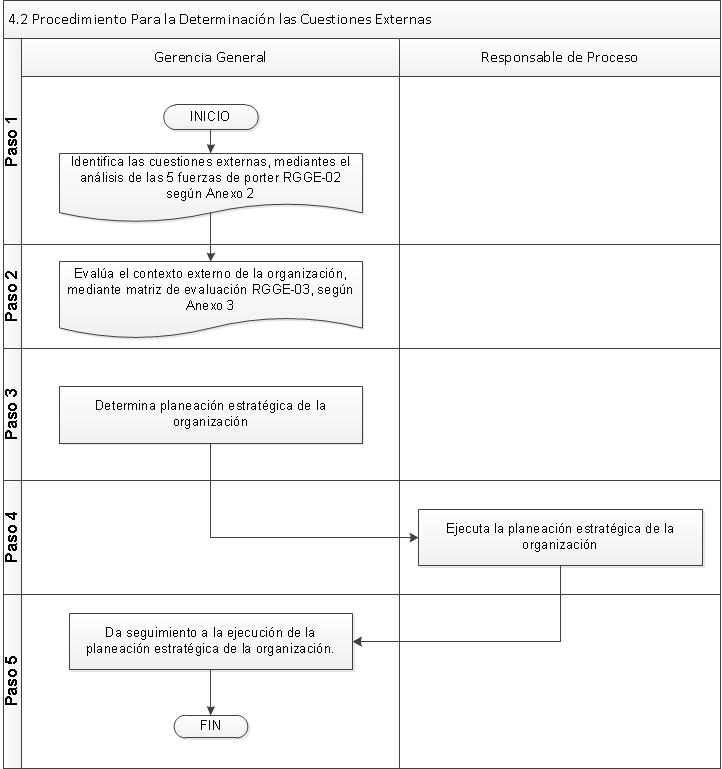 4.2 Procedimiento Para la Determinación las Cuestiones Externas
Gerencia General
Responsable de Proceso
Paso 1
INICIO
Identifica las cuestiones externas, mediantes el
análisis de las 5 fuerzas de porter RGGE-02
según Anexo 2
Paso 2
Evalúa el contexto externo de la organización,
mediante matriz de evaluación RGGE-03, según
Anexo 3
Paso 3
Determina planeación estratégica de la
organización
Paso 4
Ejecuta la planeación estratégica de la
organización
Paso 5
Da seguimiento a la ejecución de la
planeación estratégica de la organización.
FIN